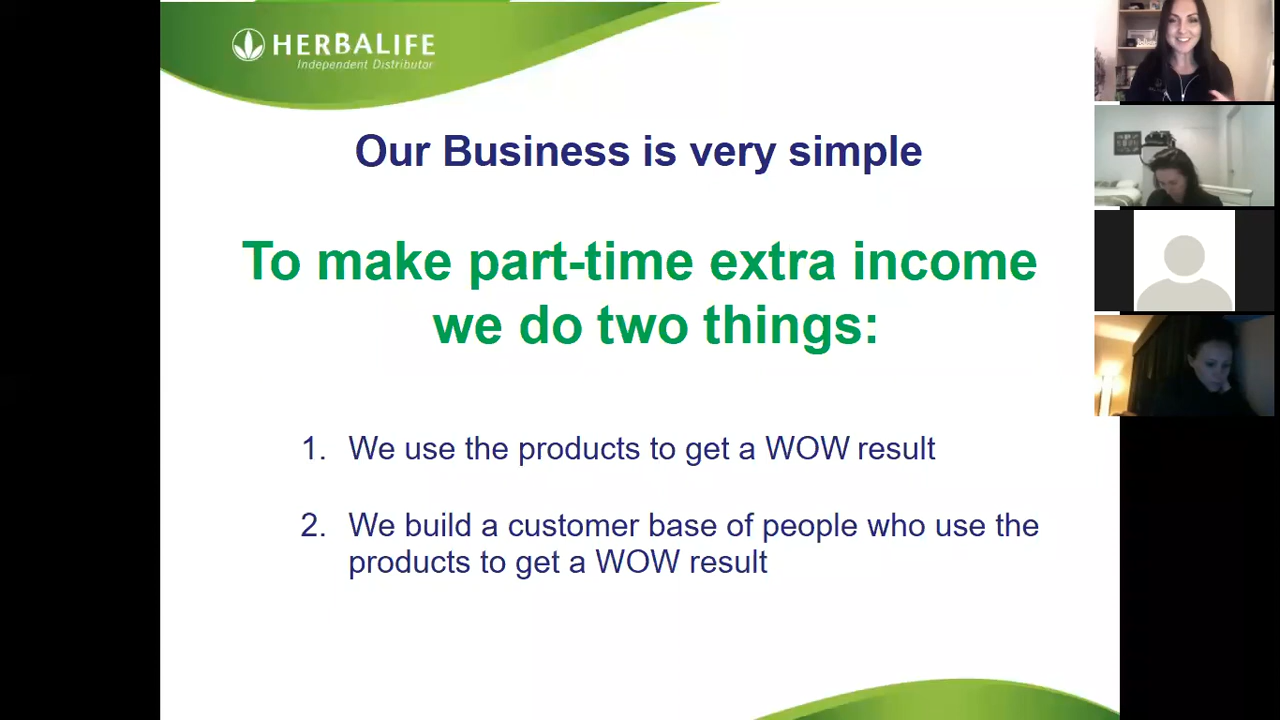 HERBALIFE
Independent Distributor
Our Business is very simple
To make part-time extra income
we do two things:
1. We use the products to get a WOW result
2. We build a customer base of people who use the
products to get a WOW result